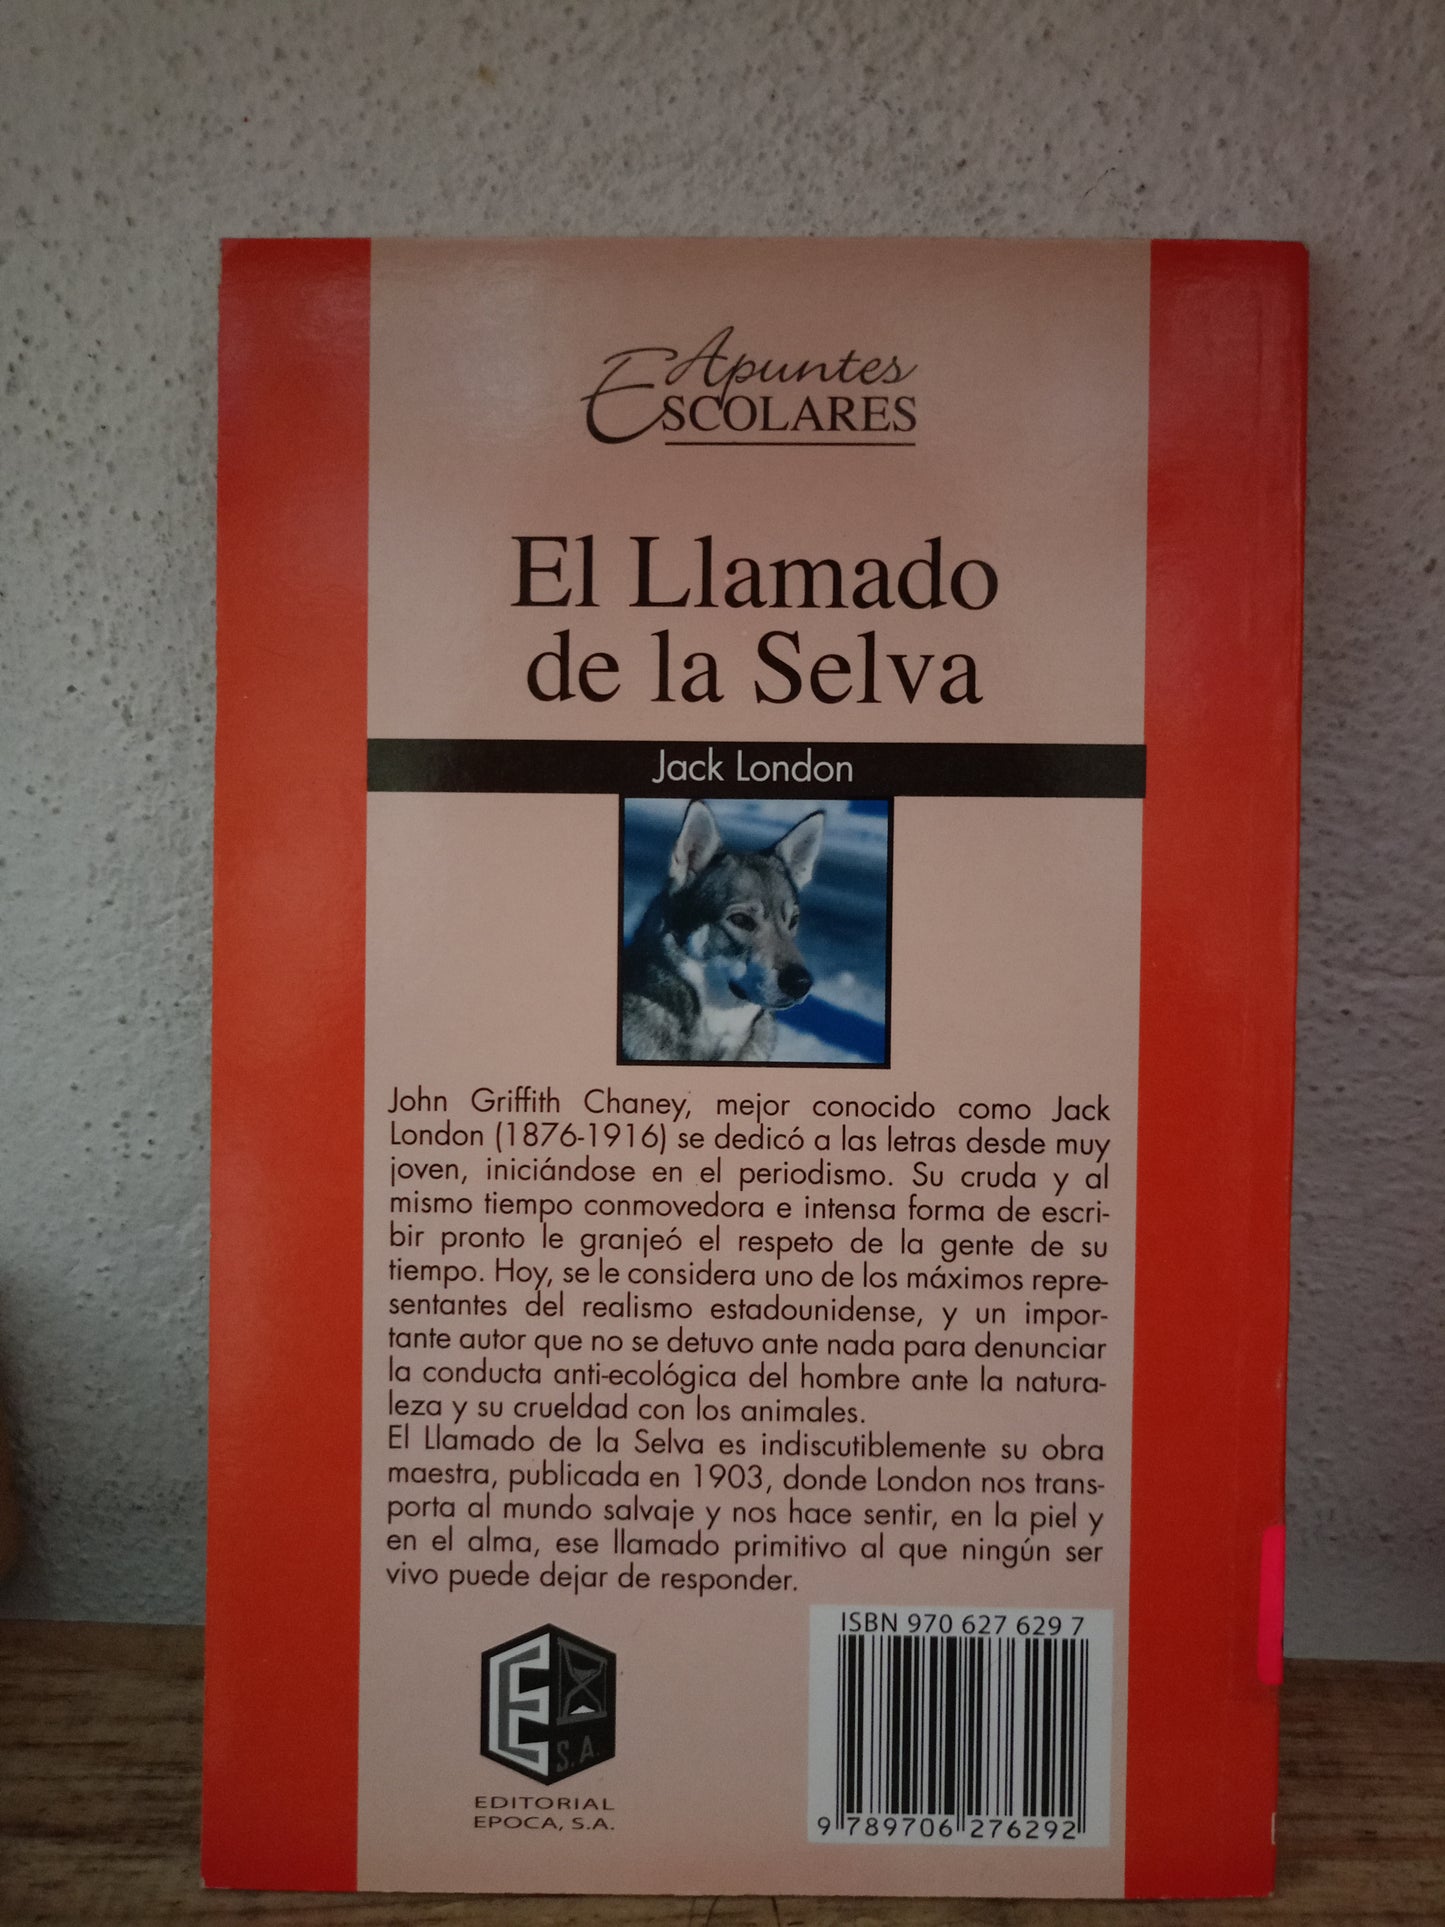 Apuntes
ESCOLARES
El Llamado
de la Selva
Jack London
John Griffith Chaney, mejor conocido como Jack
London (1876-1916) se dedicó a las letras desde muy
joven, iniciándose en el periodismo. Su cruda y al
mismo tiempo conmovedora e intensa forma de escri-
bir pronto le granjeó el respeto de la gente de su
tiempo. Hoy, se le considera uno de los máximos repre-
sentantes del realismo estadounidense, y un impor-
tante autor que no se detuvo ante nada para denunciar
la conducta anti-ecológica del hombre ante la natura-
leza y su crueldad con los animales.
El Llamado de la Selva es indiscutiblemente su obra
maestra, publicada en 1903, donde London nos trans-
porta al mundo salvaje y nos hace sentir, en la piel y
en el alma, ese llamado primitivo al que ningún ser
vivo puede dejar de responder.
E
S.A.
EDITORIAL
EPOCA, S.A.
ISBN 970 627 629 7
9 789706 276292